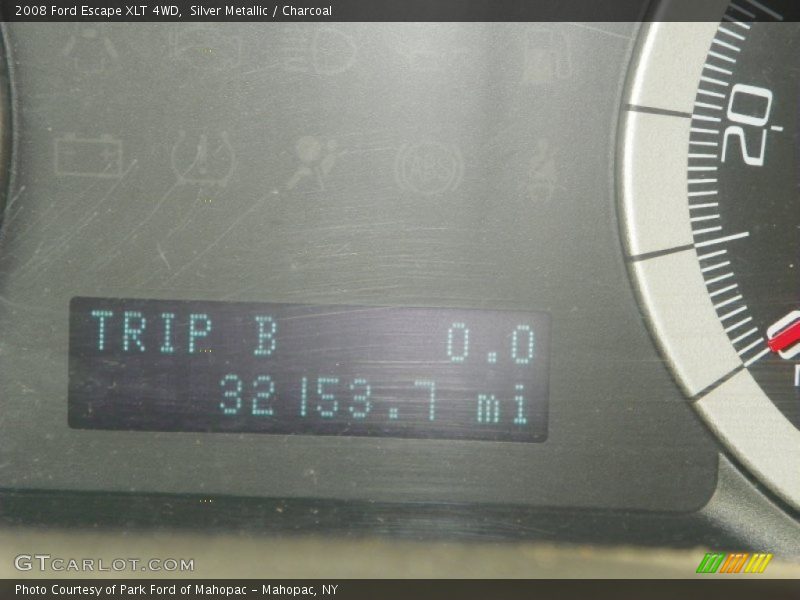 2008 Ford Escape XLT 4WD,  Silver Metallic / Charcoal
20
0
TRIP B 0.0
32153.7 mi
GTCARLOT.COM
Photo Courtesy of Park Ford of Mahopac - Mahopac, NY